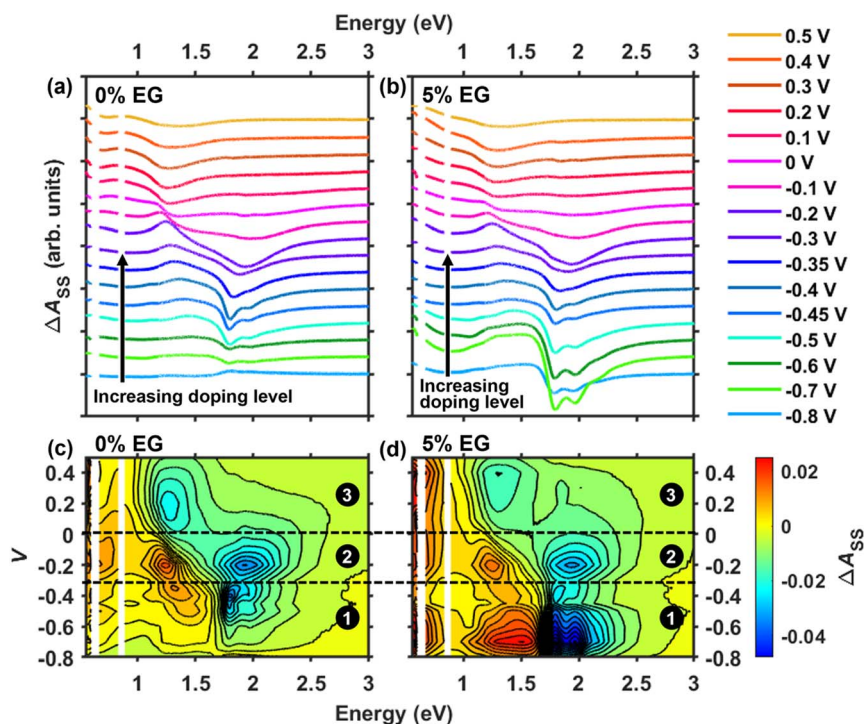 Energy (eV)
1 1.5 2 2.5 3 1 1.5 2 2.5 3
(a) 0% EG
(b) 5% EG
ΔA_SS (arb. units)
Increasing doping level
Increasing
doping level
0.5 V
0.4 V
0.3 V
0.2 V
0.1 V
0 V
-0.1 V
-0.2 V
-0.3 V
-0.35 V
-0.4 V
-0.45 V
-0.5 V
-0.6 V
-0.7 V
-0.8 V
(c) 0% EG
(d) 5% EG
V
0.4
0.2
0
-0.2
-0.4
-0.6
-0.8
3
2
1
3
2
1
0.4
0.2
0
-0.2
-0.4
-0.6
-0.8
0.02
0
-0.02
-0.04
ΔA_SS
1 1.5 2 2.5 3 1 1.5 2 2.5 3
Energy (eV)